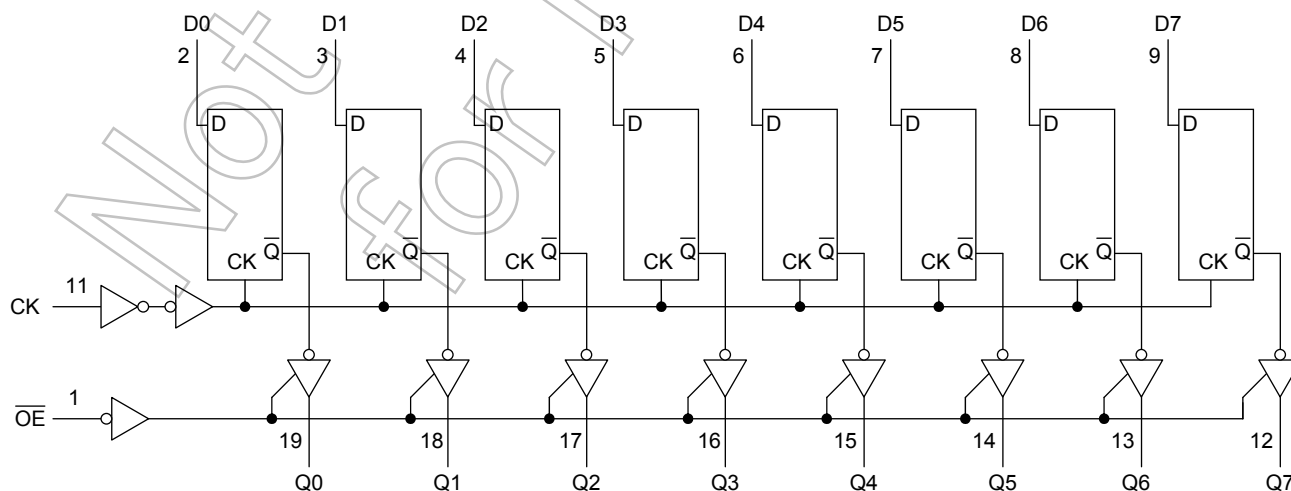 D0 D1 D2 D3 D4 D5 D6 D7
2 3 4 5 6 7 8 9
D D D D D D D D
Q̅ Q̅ Q̅ Q̅ Q̅ Q̅ Q̅ Q̅
CK CK CK CK CK CK CK CK
11
CK
1
O̅E̅
19 18 17 16 15 14 13 12
Q0 Q1 Q2 Q3 Q4 Q5 Q6 Q7
Not
for